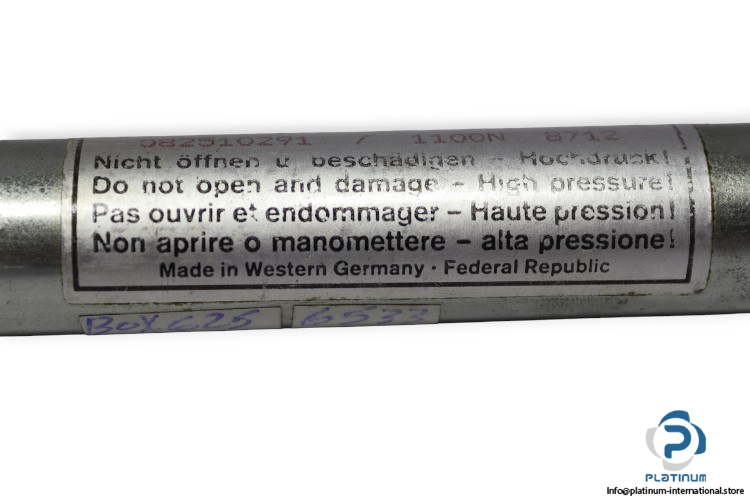 082510291 / 1100N 8712
Nicht öffnen u beschädigen - Hochdruck!
Do not open and damage - High pressure!
Pas ouvrir et endommager - Haute pression!
Non aprire o manomettere - alta pressione!
Made in Western Germany · Federal Republic
BOX 625 6533
PLATINUM
Info@platinum-international.store